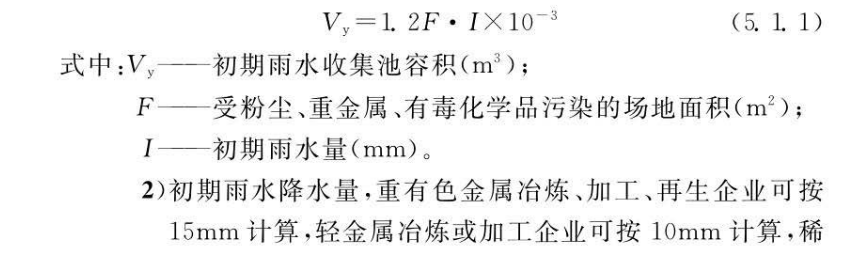 V_y=1.2F·I×10⁻³ (5.1.1)
式中:V_y——初期雨水收集池容积(m³);
F——受粉尘、重金属、有毒化学品污染的场地面积(m²);
I——初期雨水量(mm)。
2)初期雨水降水量,重有色金属冶炼、加工、再生企业可按
15mm计算,轻金属冶炼或加工企业可按10mm计算,稀